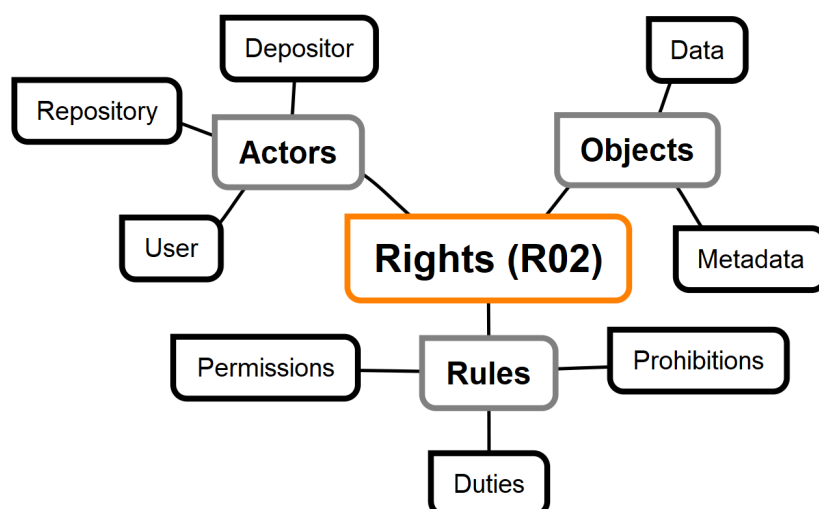 Depositor
Data
Repository
Actors
Objects
User
Rights (R02)
Metadata
Permissions
Rules
Prohibitions
Duties